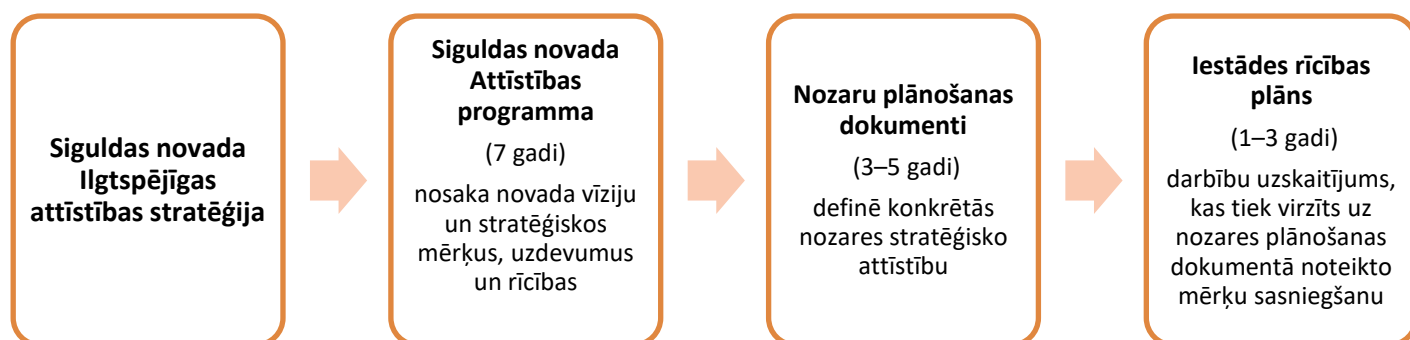 Siguldas novada
Ilgtspējīgas
attīstības stratēģija
Siguldas novada
Attīstības
programma
(7 gadi)
nosaka novada vīziju
un stratēģiskos
mērķus, uzdevumus
un rīcības
Nozaru plānošanas
dokumenti
(3–5 gadi)
definē konkrētās
nozares stratēģisko
attīstību
Iestādes rīcības
plāns
(1–3 gadi)
darbību uzskaitījums,
kas tiek virzīts uz
nozares plānošanas
dokumentā noteikto
mērķu sasniegšanu